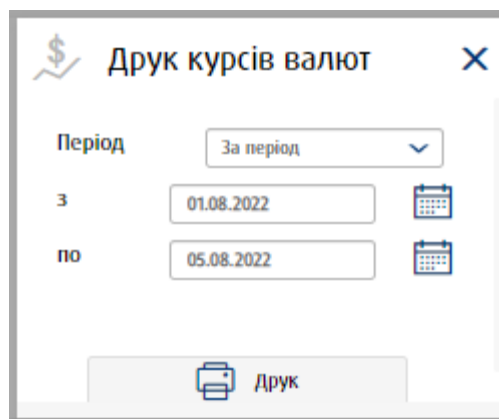 Друк курсів валют
Період За період
з 01.08.2022
по 05.08.2022
Друк